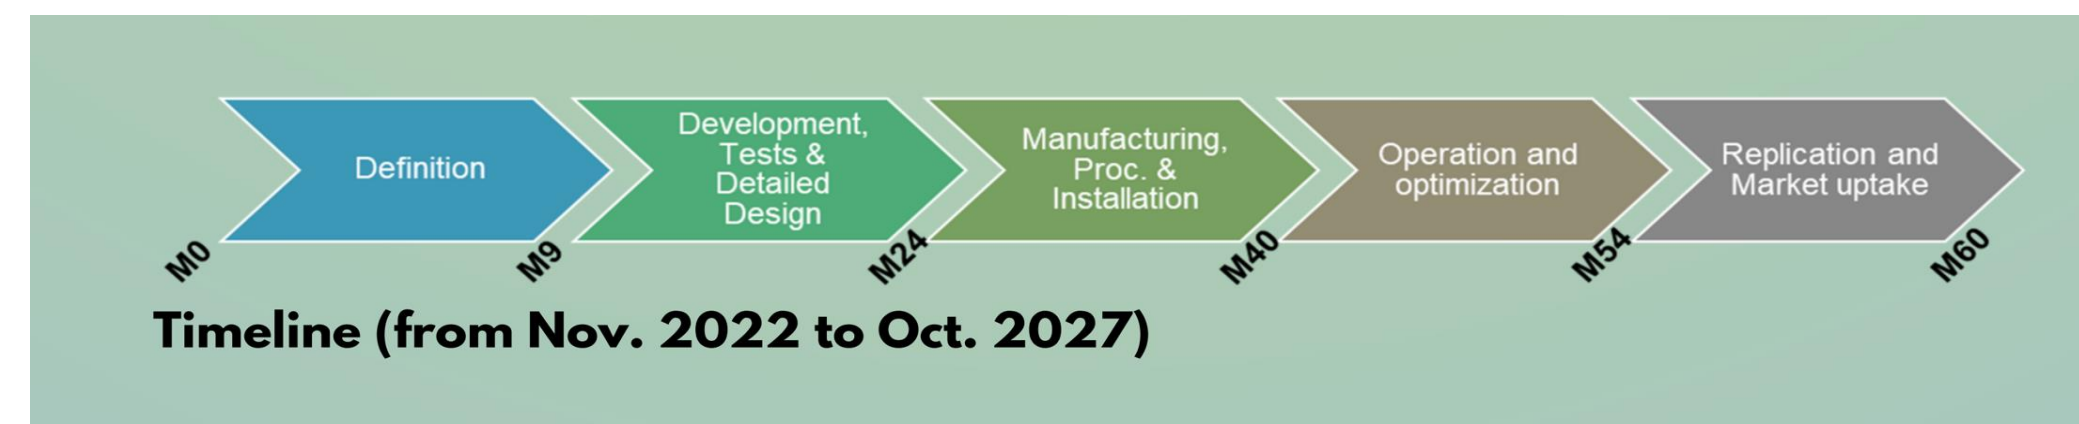 Definition
Development,
Tests &
Detailed
Design
Manufacturing,
Proc. &
Installation
Operation and
optimization
Replication and
Market uptake
M0
M9
M24
M40
M54
M60
Timeline (from Nov. 2022 to Oct. 2027)